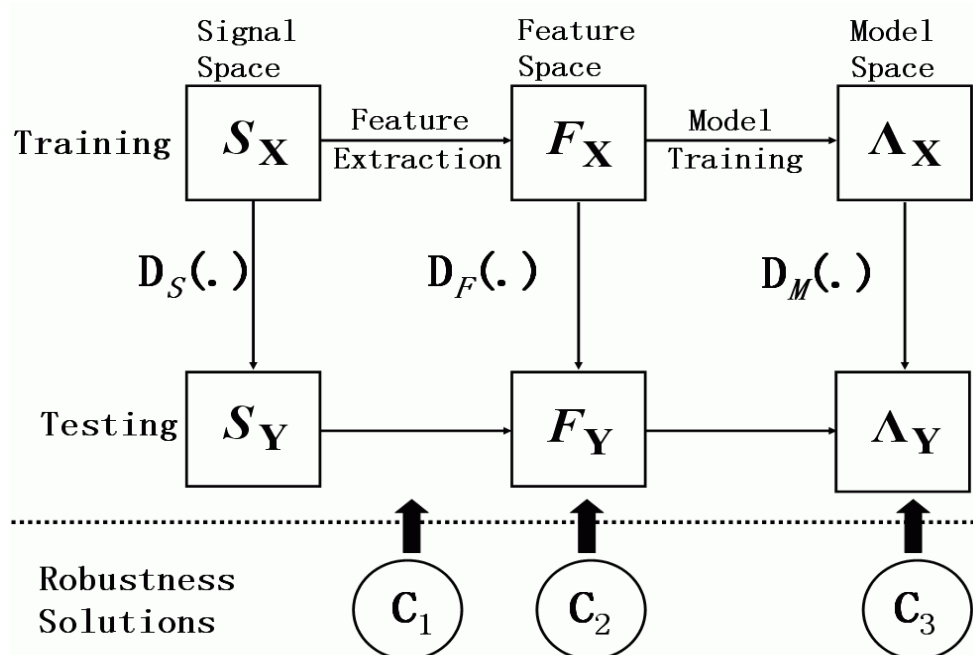 Signal
Space
Feature
Space
Model
Space
Training
S_X
Feature
Extraction
F_X
Model
Training
Λ_X
D_S(.)
D_F(.)
D_M(.)
Testing
S_Y
F_Y
Λ_Y
Robustness
Solutions
C_1
C_2
C_3